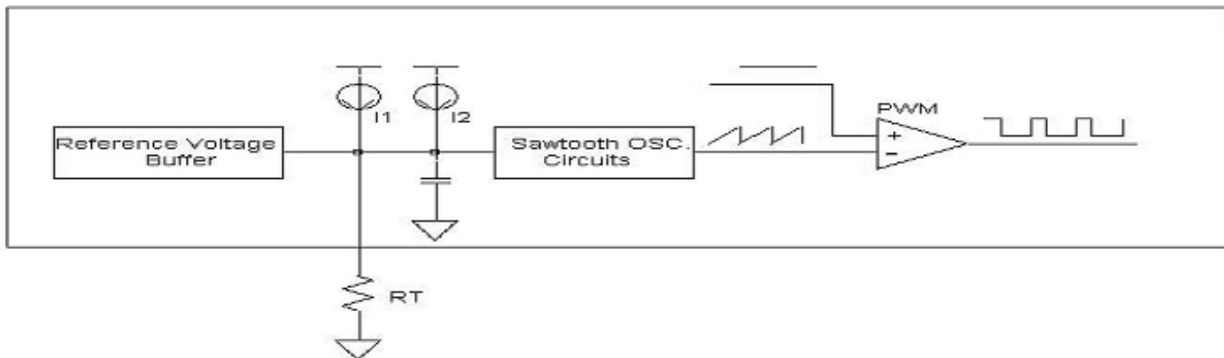 I1
I2
PWM
Reference Voltage
Buffer
Sawtooth OSC.
Circuits
+
−
RT